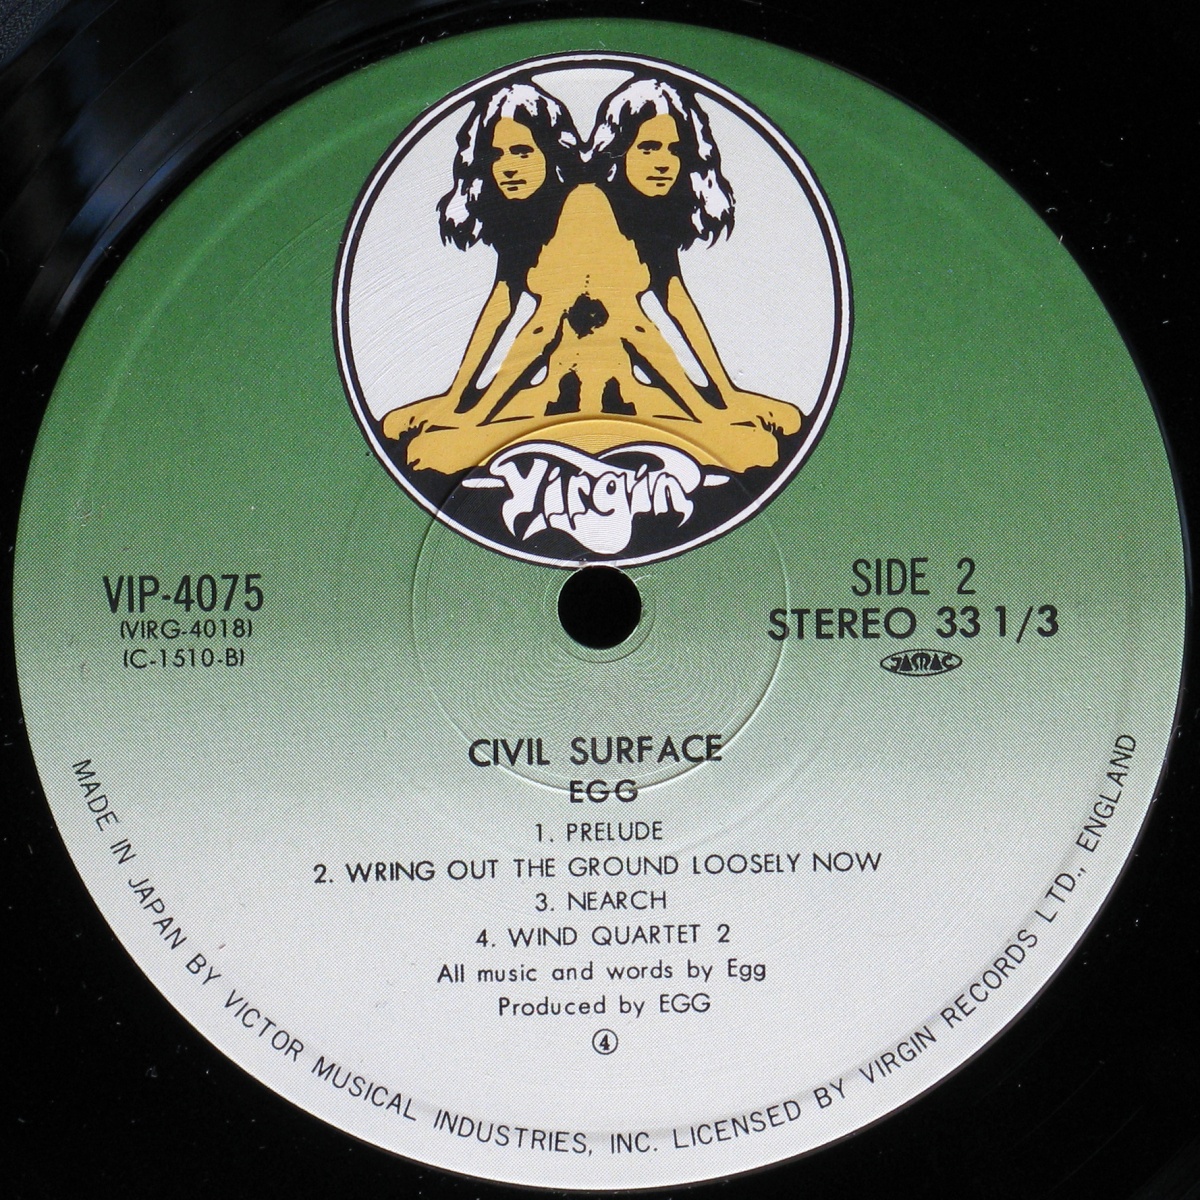 Virgin
VIP-4075
(VIRG-4018)
(C-1510-B)
SIDE 2
STEREO 33 1/3
JASRAC
CIVIL SURFACE
EGG
1. PRELUDE
2. WRING OUT THE GROUND LOOSELY NOW
3. NEARCH
4. WIND QUARTET 2
All music and words by Egg
Produced by EGG
④
MADE IN JAPAN BY VICTOR MUSICAL INDUSTRIES, INC. LICENSED BY VIRGIN RECORDS LTD., ENGLAND